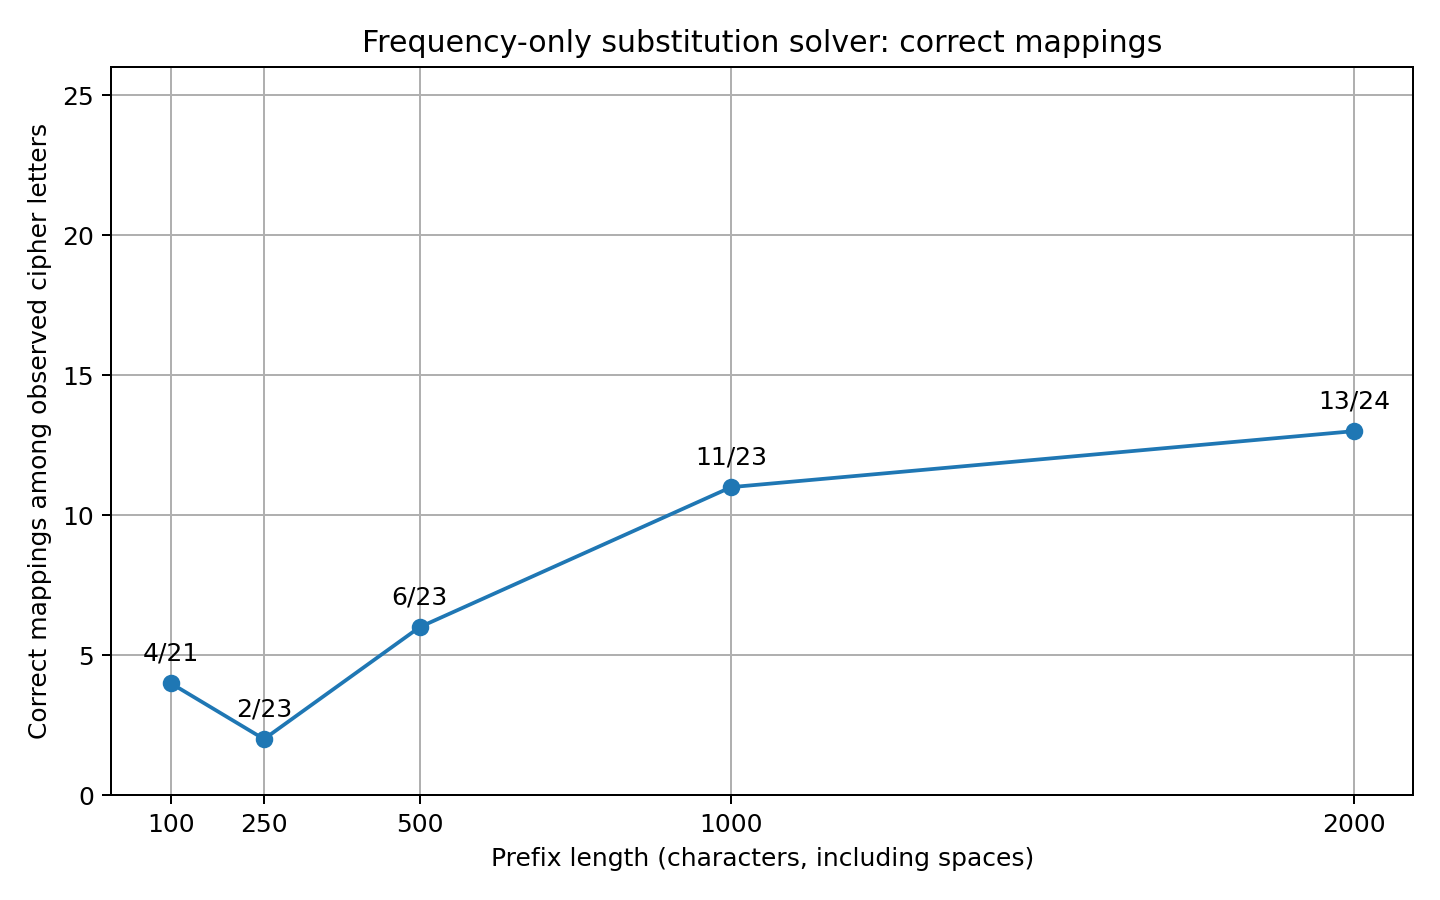 Frequency-only substitution solver: correct mappings
Correct mappings among observed cipher letters
25
20
15
10
5
0
4/21
2/23
6/23
11/23
13/24
100 250 500 1000 2000
Prefix length (characters, including spaces)